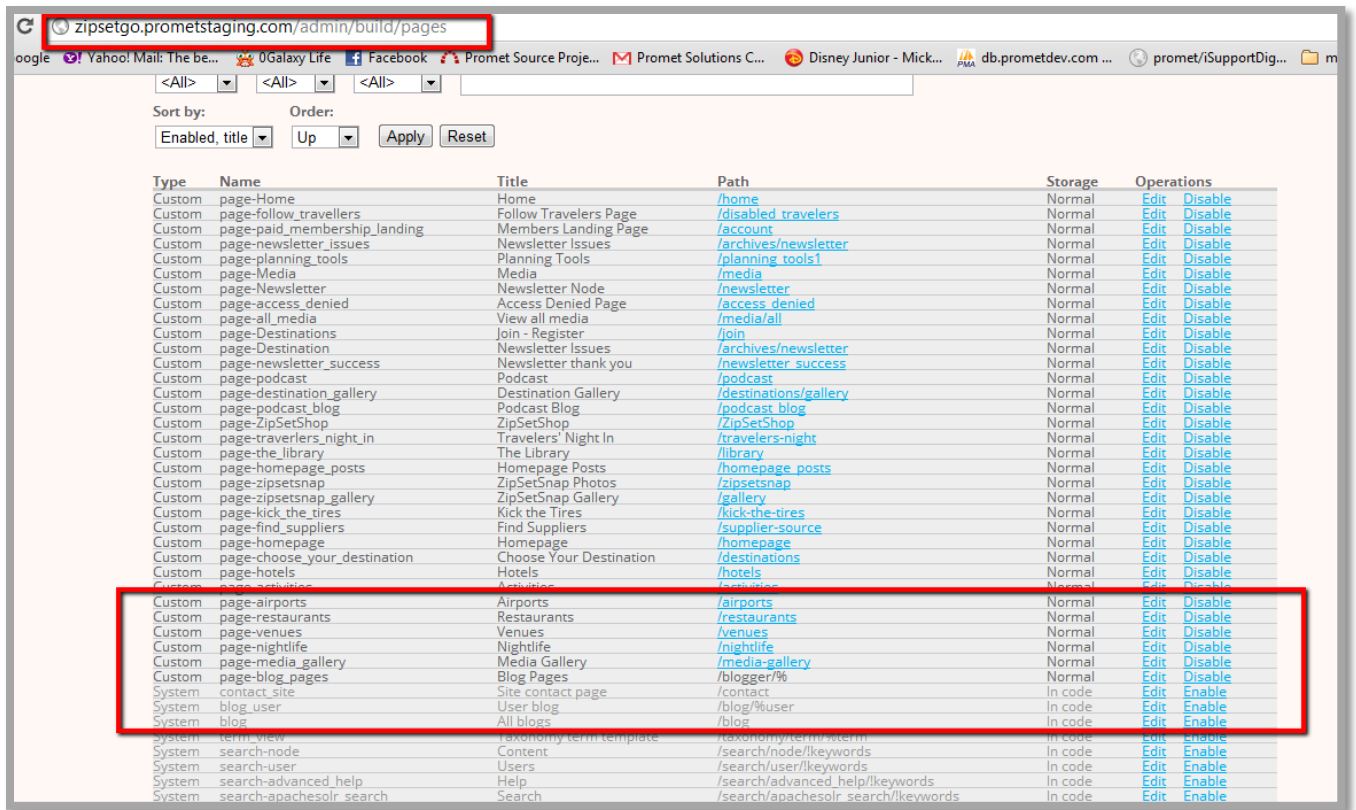 zipsetgo.prometstaging.com/admin/build/pages
oogle Yahoo! Mail: The be... 0Galaxy Life Facebook Promet Source Proje... Promet Solutions C... Disney Junior - Mick... db.prometdev.com ... promet/iSupportDig... m
<All> <All> <All>
Sort by: Order:
Enabled, title Up Apply Reset
Type Name Title Path Storage Operations
Custom page-Home Home /home Normal Edit Disable
Custom page-follow_travellers Follow Travelers Page /disabled_travelers Normal Edit Disable
Custom page-paid_membership_landing Members Landing Page /account Normal Edit Disable
Custom page-newsletter_issues Newsletter Issues /archives/newsletter Normal Edit Disable
Custom page-planning_tools Planning Tools /planning_tools1 Normal Edit Disable
Custom page-Media Media /media Normal Edit Disable
Custom page-Newsletter Newsletter Node /newsletter Normal Edit Disable
Custom page-access_denied Access Denied Page /access_denied Normal Edit Disable
Custom page-all_media View all media /media/all Normal Edit Disable
Custom page-Destinations Join - Register /join Normal Edit Disable
Custom page-Destination Newsletter Issues /archives/newsletter Normal Edit Disable
Custom page-newsletter_success Newsletter thank you /newsletter_success Normal Edit Disable
Custom page-podcast Podcast /podcast Normal Edit Disable
Custom page-destination_gallery Destination Gallery /destinations/gallery Normal Edit Disable
Custom page-podcast_blog Podcast Blog /podcast_blog Normal Edit Disable
Custom page-ZipSetShop ZipSetShop /ZipSetShop Normal Edit Disable
Custom page-traverlers_night_in Travelers' Night In /travelers-night Normal Edit Disable
Custom page-the_library The Library /library Normal Edit Disable
Custom page-homepage_posts Homepage Posts /homepage_posts Normal Edit Disable
Custom page-zipsetsnap ZipSetSnap Photos /zipsetsnap Normal Edit Disable
Custom page-zipsetsnap_gallery ZipSetSnap Gallery /gallery Normal Edit Disable
Custom page-kick_the_tires Kick the Tires /kick-the-tires Normal Edit Disable
Custom page-find_suppliers Find Suppliers /supplier-source Normal Edit Disable
Custom page-homepage Homepage /homepage Normal Edit Disable
Custom page-choose_your_destination Choose Your Destination /destinations Normal Edit Disable
Custom page-hotels Hotels /hotels Normal Edit Disable
Custom page-activities Activities /activities Normal Edit Disable
Custom page-airports Airports /airports Normal Edit Disable
Custom page-restaurants Restaurants /restaurants Normal Edit Disable
Custom page-venues Venues /venues Normal Edit Disable
Custom page-nightlife Nightlife /nightlife Normal Edit Disable
Custom page-media_gallery Media Gallery /media-gallery Normal Edit Disable
Custom page-blog_pages Blog Pages /blogger/% Normal Edit Disable
System contact_site Site contact page /contact In code Edit Enable
System blog_user User blog /blog/%user In code Edit Enable
System blog All blogs /blog In code Edit Enable
System term_view Taxonomy term template /taxonomy/term/%term In code Edit Enable
System search-node Content /search/node/!keywords In code Edit Enable
System search-user Users /search/user/!keywords In code Edit Enable
System search-advanced_help Help /search/advanced_help/!keywords In code Edit Enable
System search-apachesolr_search Search /search/apachesolr_search/!keywords In code Edit Enable